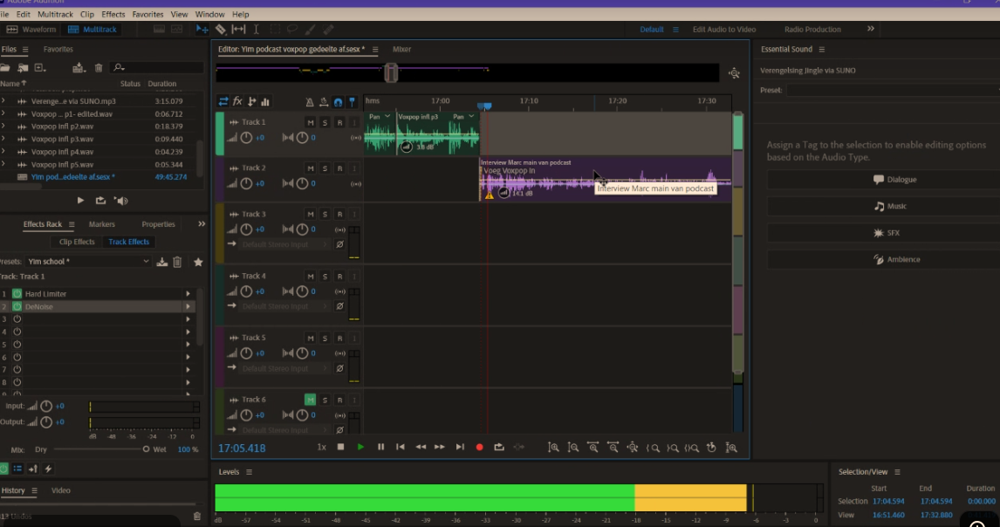 Adobe Audition
ile Edit Multitrack Clip Effects Favorites View Window Help
Waveform Multitrack Default Edit Audio to Video Radio Production
Files Favorites
Name Status Duration
Verenge...e via SUNO.mp3 3:15.079
Voxpop ... p1- edited.wav 0:06.712
Voxpop infl p2.wav 0:18.379
Voxpop infl p3.wav 0:09.440
Voxpop infl p4.wav 0:04.239
Voxpop infl p5.wav 0:05.344
Yim pod...edeelte af.sesx * 49:45.274
Effects Rack Markers Properties
Clip Effects Track Effects
resets: Yim school *
rack: Track 1
1 Hard Limiter
2 DeNoise
3
4
5
6
7
8
Input: +0
Output: +0
dB -48 -36 -24 -12 0
Mix: Dry Wet 100 %
History Video
Undos
Editor: Yim podcast voxpop gedeelte af.sesx * Mixer
fx
hms 17:00 17:10 17:20 17:30
Track 1 M S R I
+0 0
Pan Voxpop infl p3 Pan
3.8 dB
Track 2 M S R I
+0 0
Interview Marc main van podcast
Voeg Voxpop In
14.1 dB
Interview Marc main van podcast
Track 3 M S R I
+0 0
Default Stereo Input
Track 4 M S R I
+0 0
Default Stereo Input
Track 5 M S R I
+0 0
Default Stereo Input
Track 6 M S R I
+0 0
Default Stereo Input
17:05.418 1x
Levels
dB -57 -54 -51 -48 -45 -42 -39 -36 -33 -30 -27 -24 -21 -18 -15 -12 -9 -6 -3 0
Essential Sound
Verengelsing Jingle via SUNO
Preset:
Assign a Tag to the selection to enable editing options
based on the Audio Type.
Dialogue
Music
SFX
Ambience
Selection/View
Start End Duration
Selection 17:04.594 17:04.594 0:00.000
View 16:51.460 17:32.880